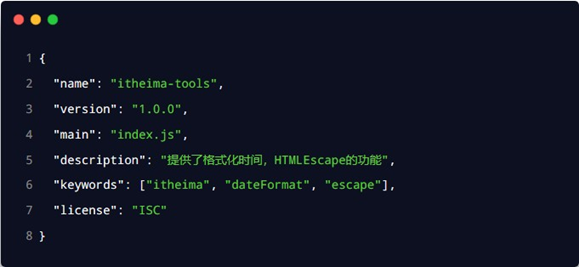 1 {
2 "name": "itheima-tools",
3 "version": "1.0.0",
4 "main": "index.js",
5 "description": "提供了格式化时间，HTMLEscape的功能",
6 "keywords": ["itheima", "dateFormat", "escape"],
7 "license": "ISC"
8 }